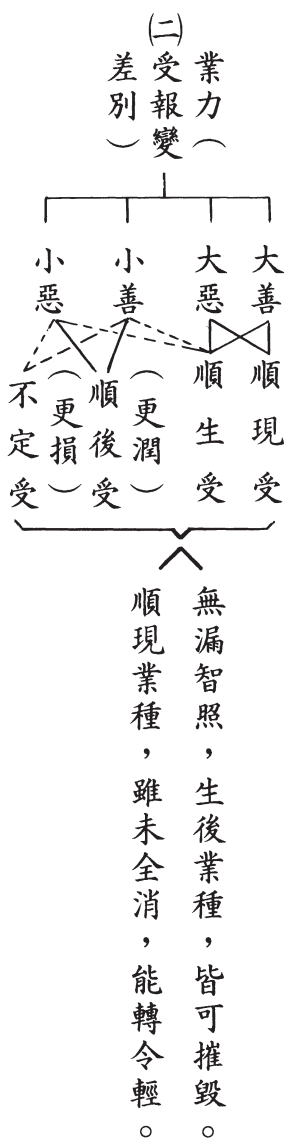 業力（
㈡受報變
差別）
大善
大惡
小善
小惡
順現受
順生受
（更潤）
順後受
（更損）
不定受
無漏智照，生後業種，皆可摧毀。
順現業種，雖未全消，能轉令輕。